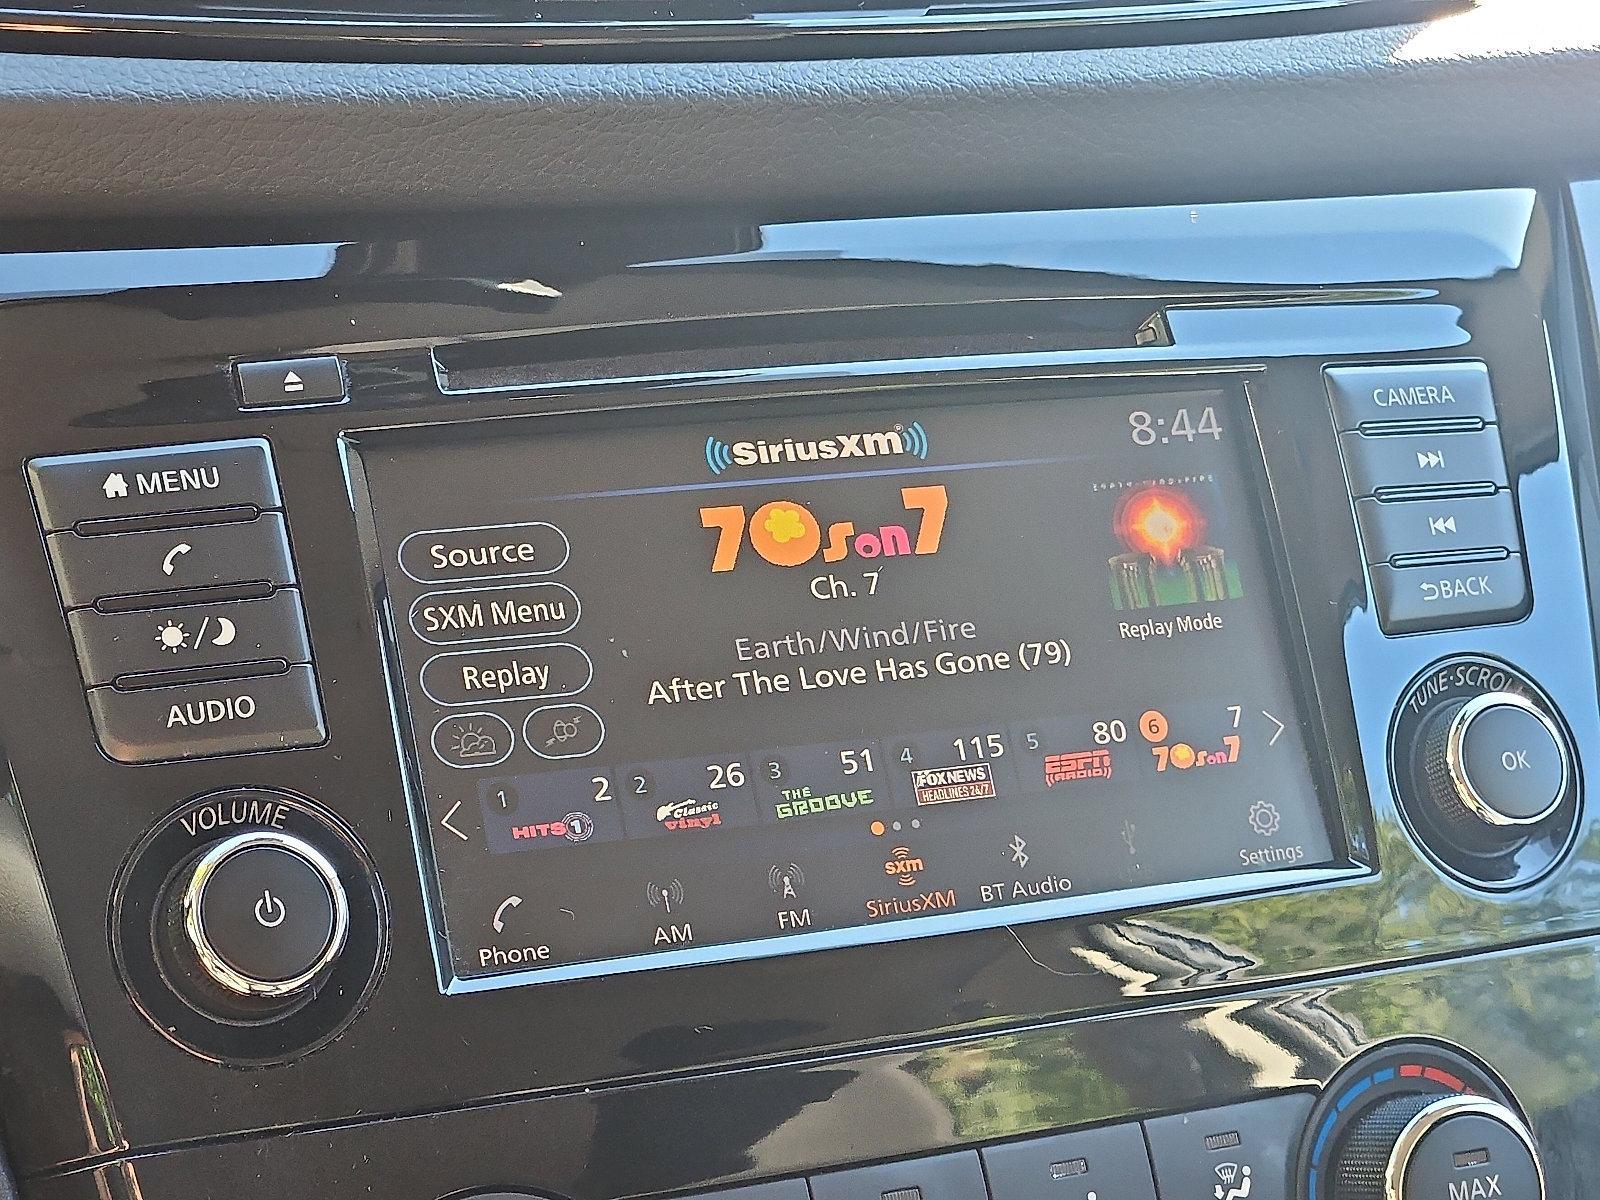 MENU
AUDIO
VOLUME
SiriusXM®
8:44
70s on 7
Ch. 7
Earth/Wind/Fire
After The Love Has Gone (79)
Replay Mode
Source
SXM Menu
Replay
1 2 HITS1
2 26 Classic Vinyl
3 51 THE GROOVE
4 115 FOX NEWS HEADLINES 24/7
5 80 ESPN RADIO
6 7 70s on 7
Phone
AM
FM
sxm
SiriusXM
BT Audio
Settings
CAMERA
BACK
TUNE·SCROLL
OK
MAX